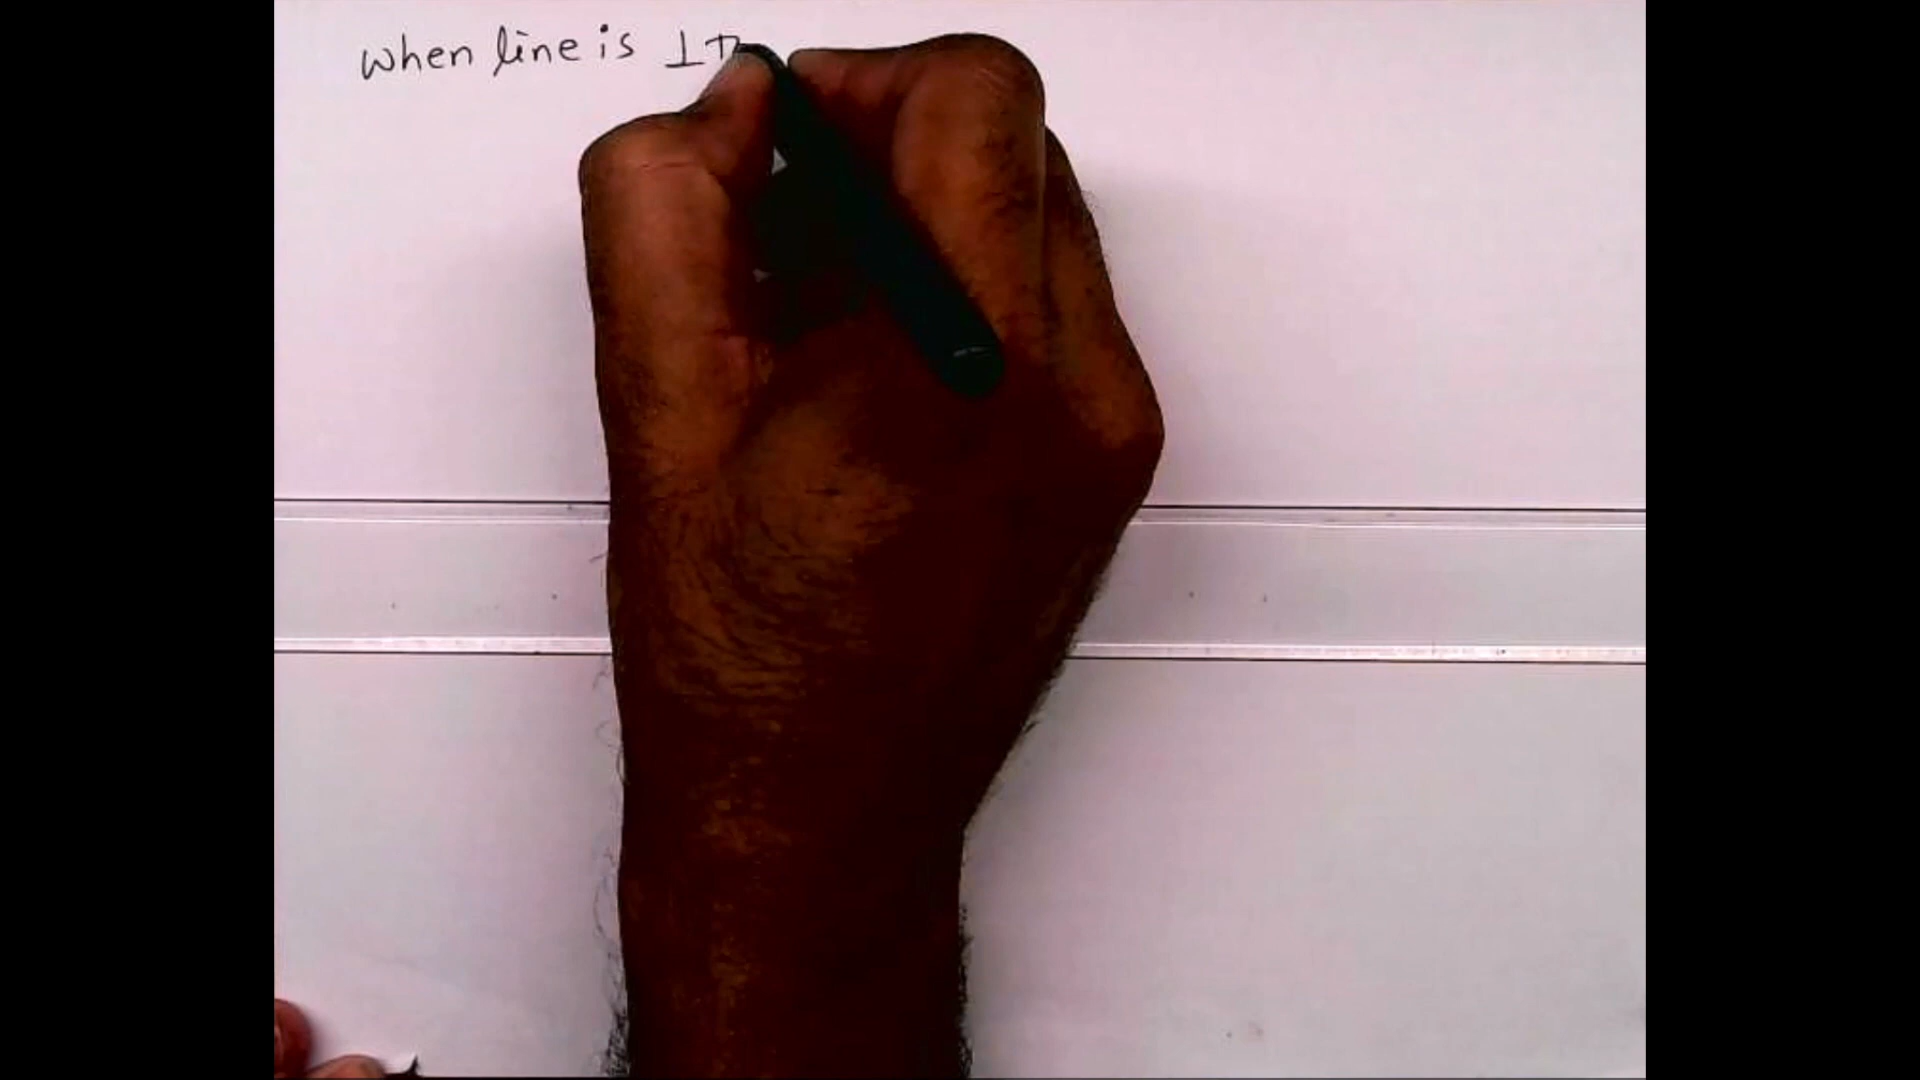 when line is ⊥